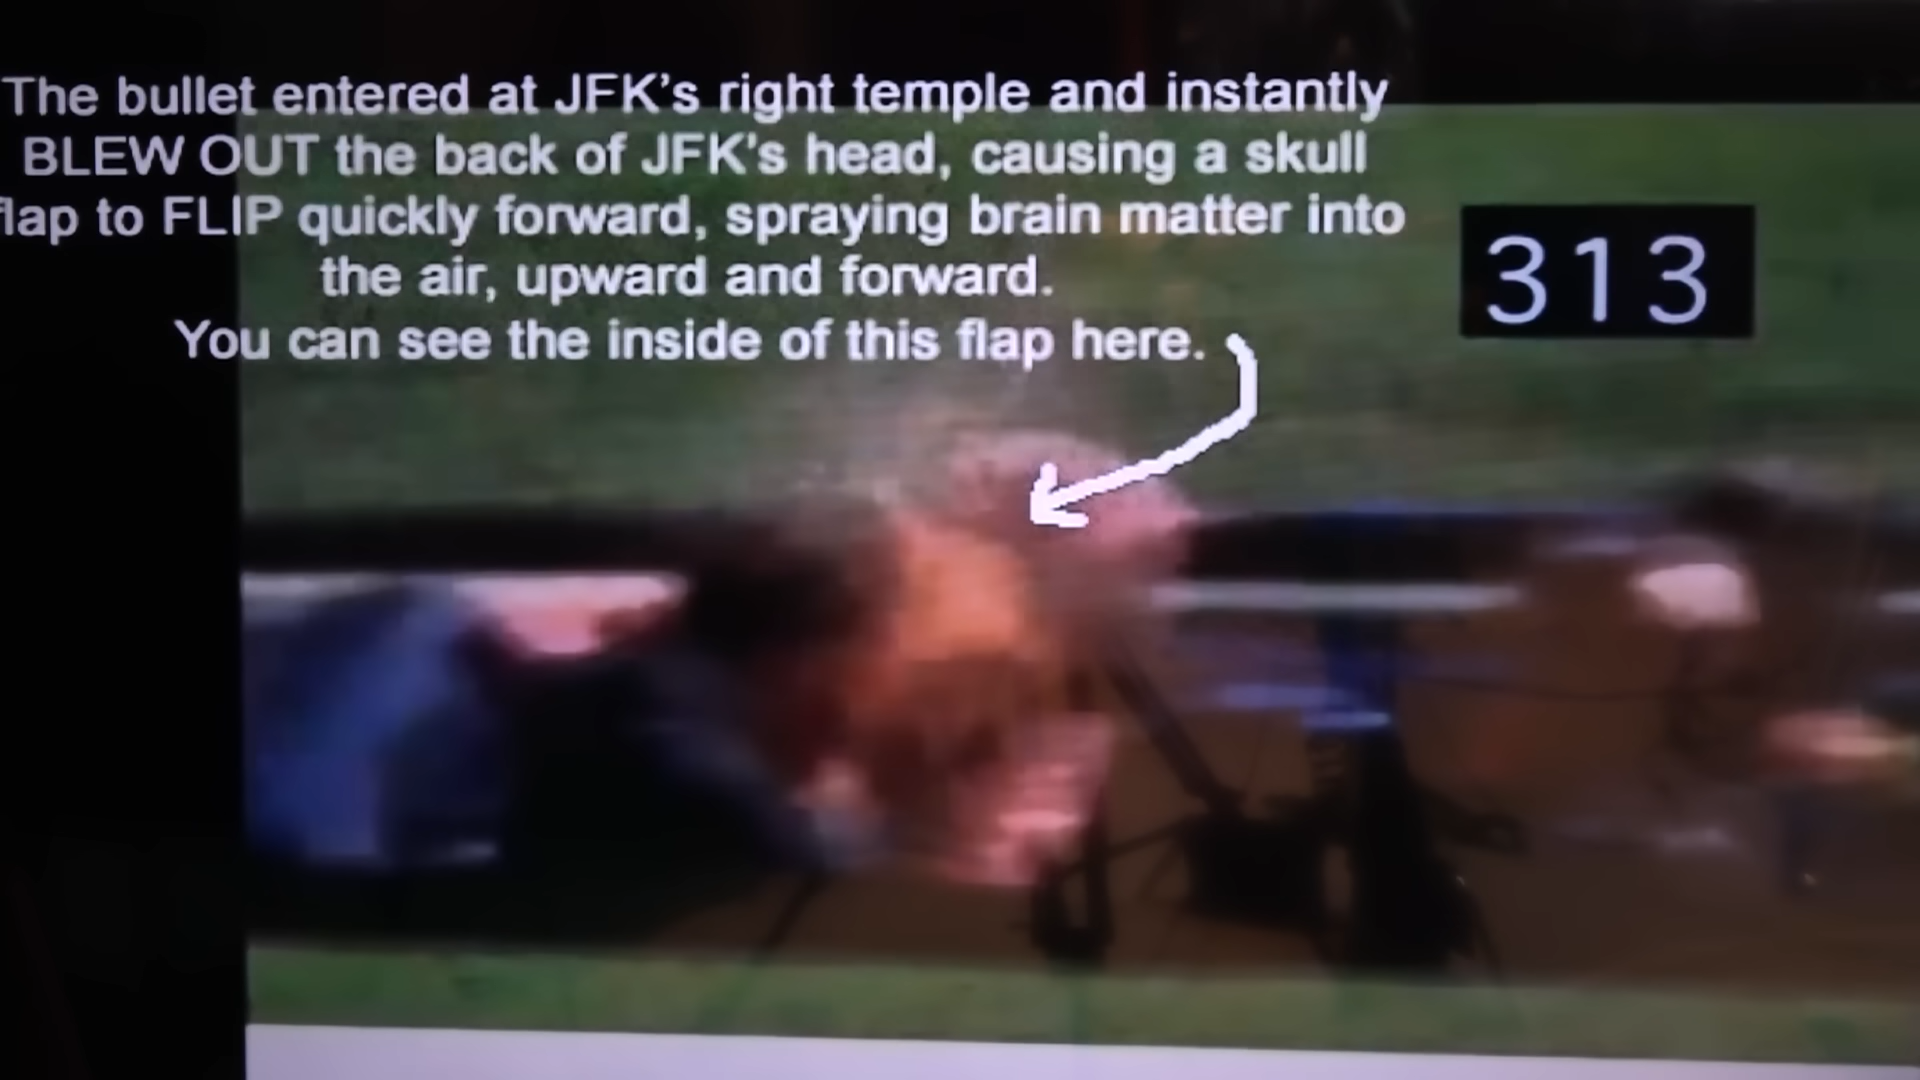 The bullet entered at JFK's right temple and instantly
BLEW OUT the back of JFK's head, causing a skull
flap to FLIP quickly forward, spraying brain matter into
the air, upward and forward.
You can see the inside of this flap here.
313